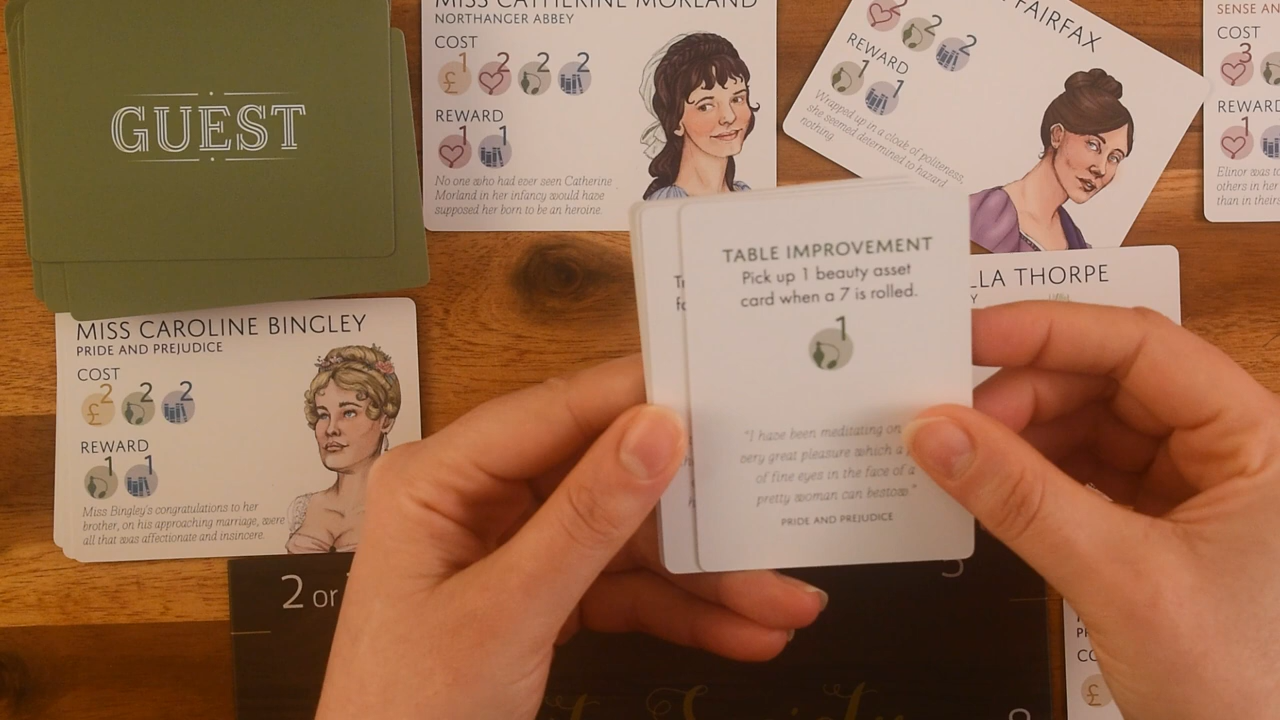 GUEST
MISS CATHERINE MORLAND
NORTHANGER ABBEY
COST
1 2 2 2
REWARD
1 1
No one who had ever seen Catherine
Morland in her infancy would have
supposed her born to be an heroine.
FAIRFAX
2 2
REWARD
1 1
Wrapped up in a cloak of politeness,
she seemed determined to hazard
nothing.
SENSE AN
COST
3
REWARD
1
Elinor was to
others in her
than in theirs
MISS CAROLINE BINGLEY
PRIDE AND PREJUDICE
COST
2 2 2
REWARD
1 1
Miss Bingley's congratulations to her
brother, on his approaching marriage, were
all that was affectionate and insincere.
TABLE IMPROVEMENT
Pick up 1 beauty asset
card when a 7 is rolled.
1
"I have been meditating on
very great pleasure which a
of fine eyes in the face of a
pretty woman can bestow."
PRIDE AND PREJUDICE
LLA THORPE
Y
2 or